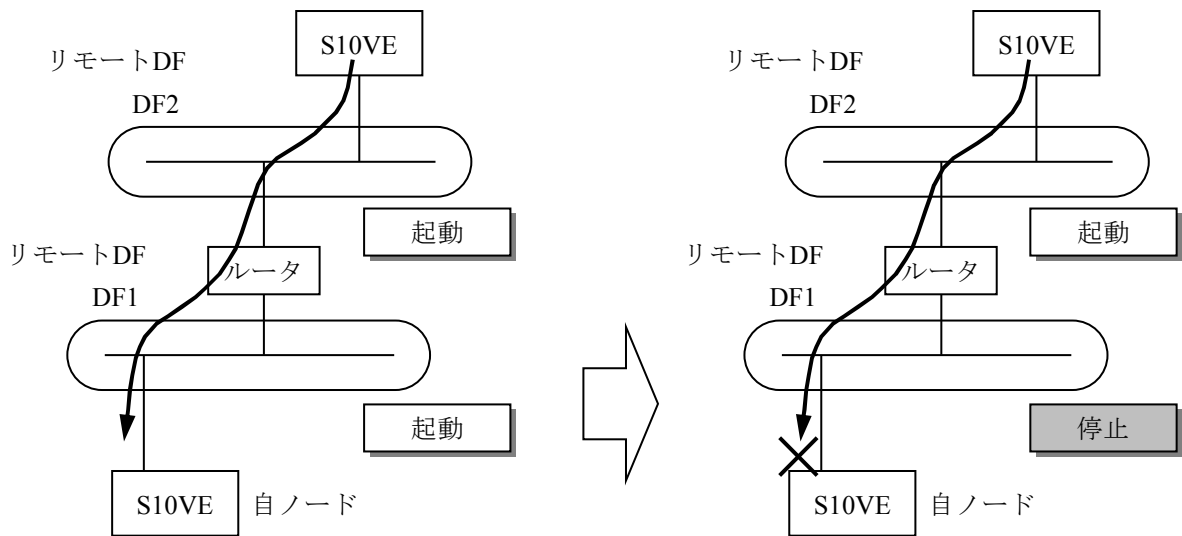 S10VE
リモートDF
DF2
起動
リモートDF
ルータ
DF1
起動
S10VE
自ノード
S10VE
リモートDF
DF2
起動
リモートDF
ルータ
DF1
停止
S10VE
自ノード